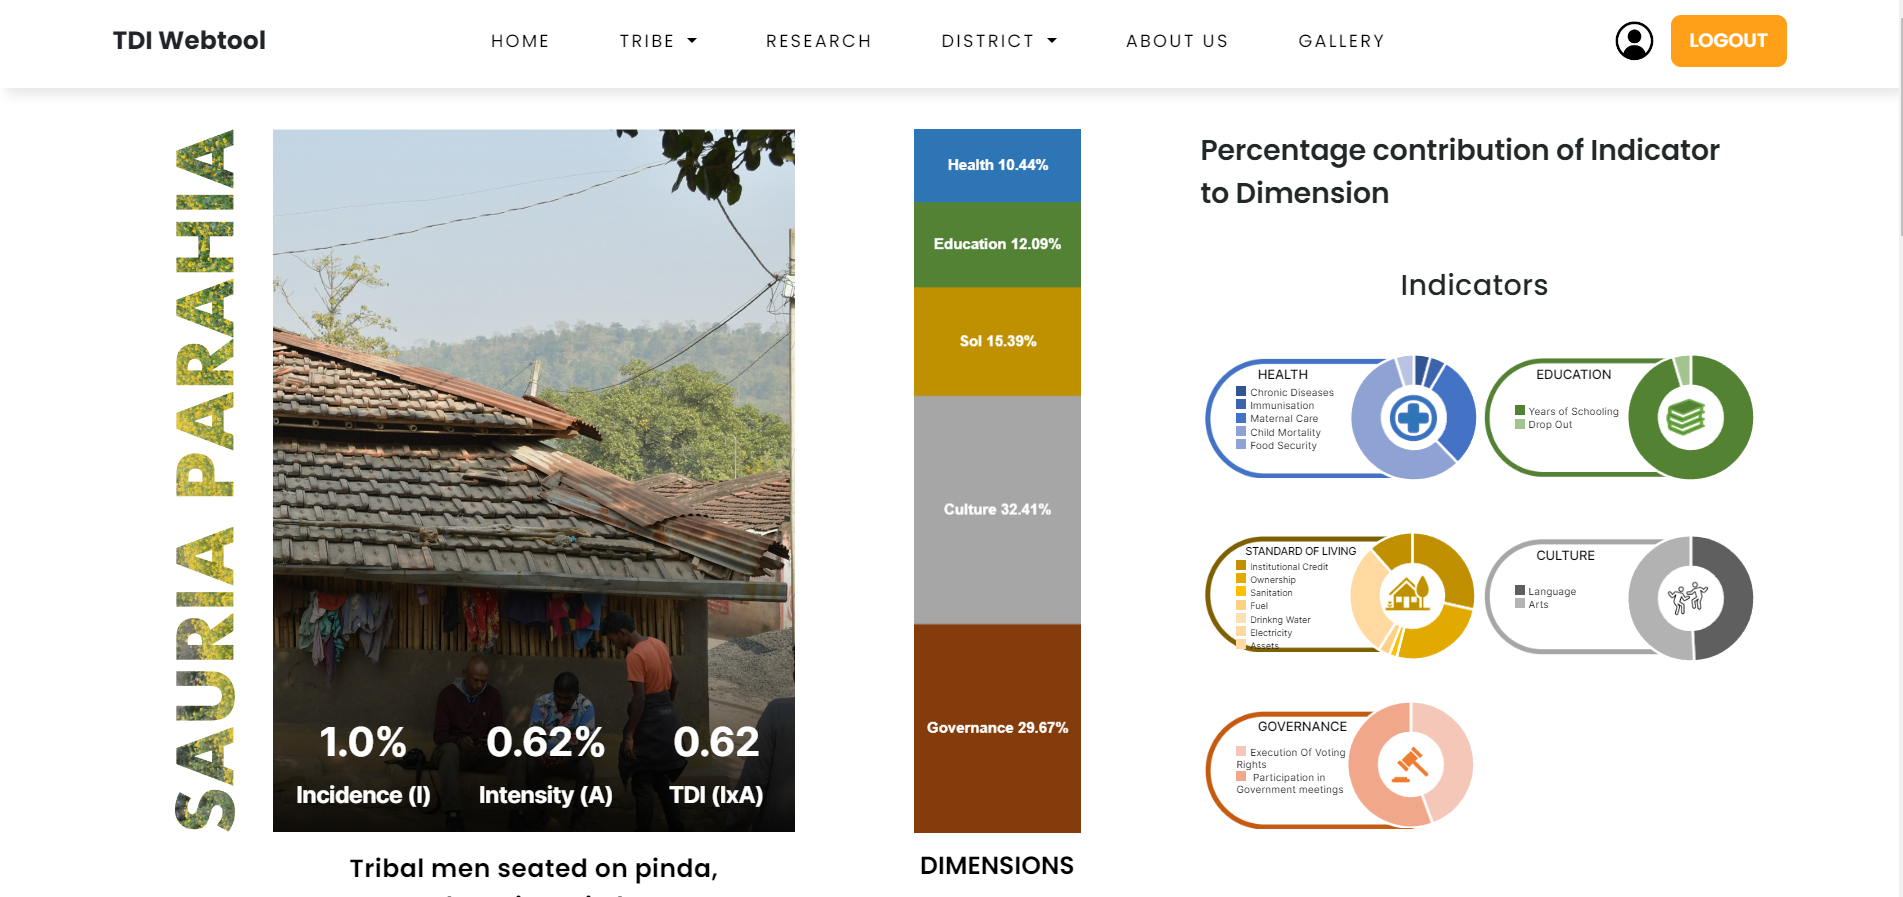 TDI Webtool
HOME
TRIBE
RESEARCH
DISTRICT
ABOUT US
GALLERY
LOGOUT
SAURIA PARAHIA
1.0%
0.62%
0.62
Incidence (I)
Intensity (A)
TDI (IxA)
Tribal men seated on pinda,
Health 10.44%
Education 12.09%
Sol 15.39%
Culture 32.41%
Governance 29.67%
DIMENSIONS
Percentage contribution of Indicator
to Dimension
Indicators
HEALTH
Chronic Diseases
Immunisation
Maternal Care
Child Mortality
Food Security
EDUCATION
Years of Schooling
Drop Out
STANDARD OF LIVING
Institutional Credit
Ownership
Sanitation
Fuel
Drinkng Water
Electricity
Assets
CULTURE
Language
Arts
GOVERNANCE
Execution Of Voting
Rights
Participation in
Government meetings